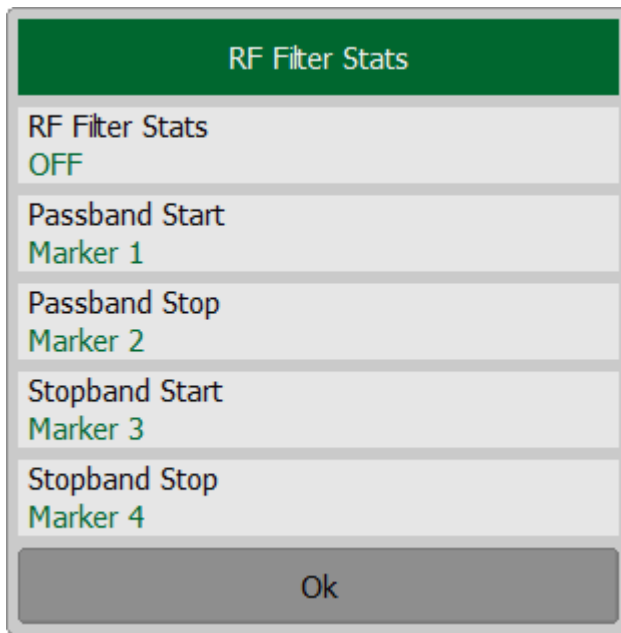 RF Filter Stats
RF Filter Stats
OFF
Passband Start
Marker 1
Passband Stop
Marker 2
Stopband Start
Marker 3
Stopband Stop
Marker 4
Ok